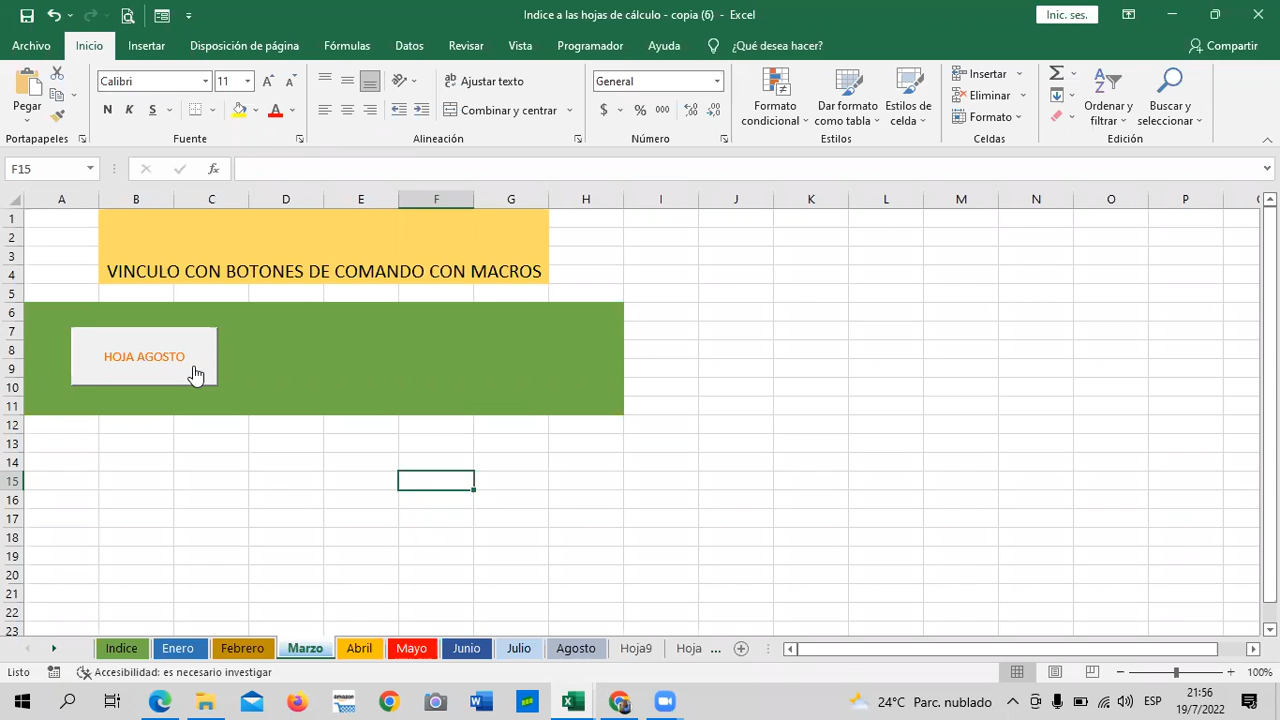 Indice a las hojas de cálculo - copia (6) - Excel
Inic. ses.
Archivo Inicio Insertar Disposición de página Fórmulas Datos Revisar Vista Programador Ayuda ¿Qué desea hacer? Compartir
Pegar
Calibri 11
N K S
Ajustar texto
Combinar y centrar
General
$ % 000
Formato condicional
Dar formato como tabla
Estilos de celda
Insertar
Eliminar
Formato
Ordenar y filtrar
Buscar y seleccionar
Portapapeles Fuente Alineación Número Estilos Celdas Edición
F15 fx
A B C D E F G H I J K L M N O P
1
2
3
4
5
6
7
8
9
10
11
12
13
14
15
16
17
18
19
20
21
22
23
VINCULO CON BOTONES DE COMANDO CON MACROS
HOJA AGOSTO
Indice Enero Febrero Marzo Abril Mayo Junio Julio Agosto Hoja9 Hoja ...
Listo Accesibilidad: es necesario investigar 100%
24°C Parc. nublado ESP 21:56
19/7/2022